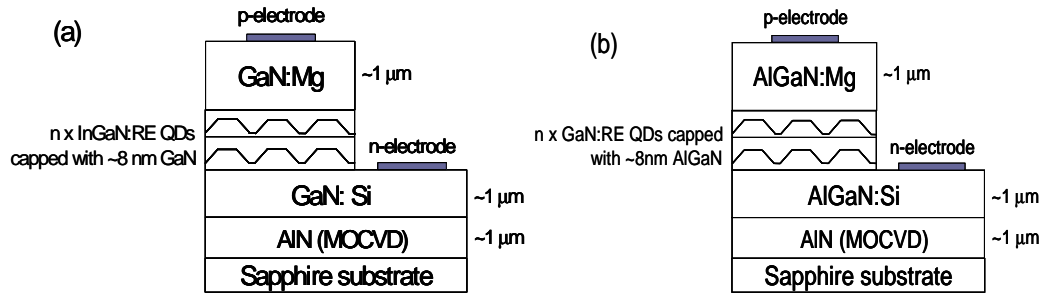 (a)
p-electrode
GaN:Mg
~1 μm
n x InGaN:RE QDs
capped with ~8 nm GaN
n-electrode
GaN: Si
~1 μm
AlN (MOCVD)
~1 μm
Sapphire substrate
(b)
p-electrode
AlGaN:Mg
~1 μm
n x GaN:RE QDs capped
with ~8nm AlGaN
n-electrode
AlGaN:Si
~1 μm
AlN (MOCVD)
~1 μm
Sapphire substrate